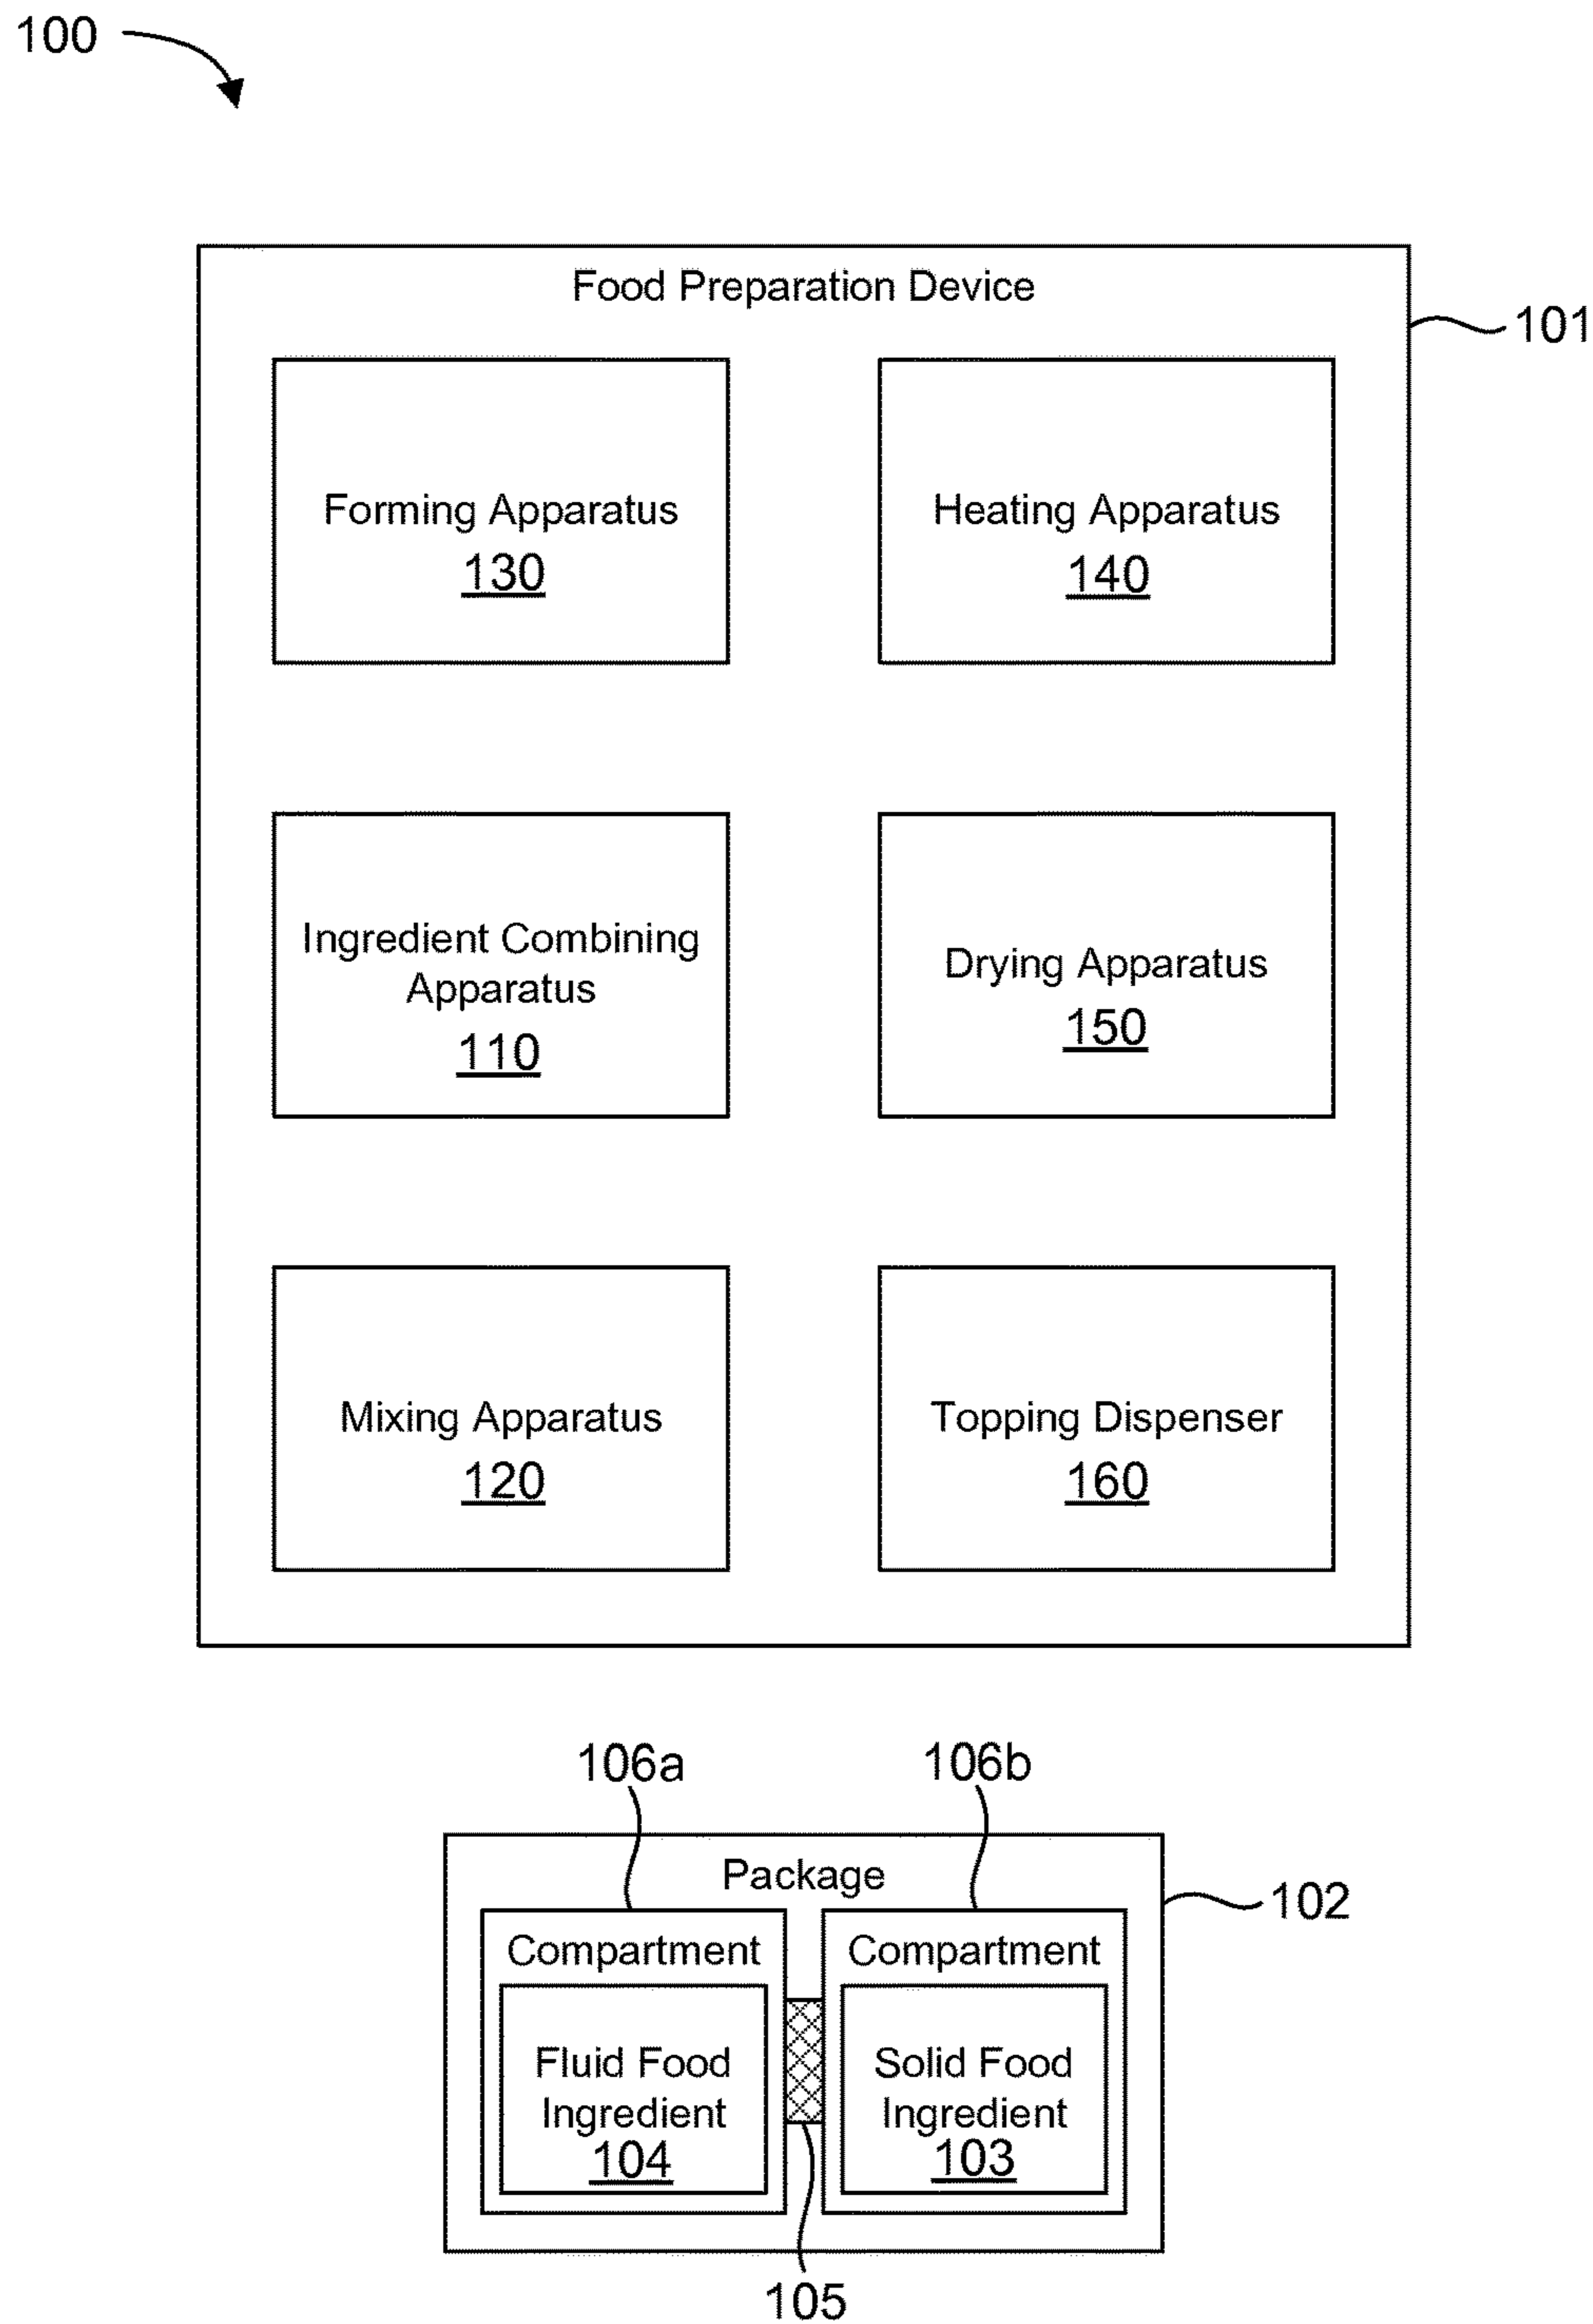 100
Food Preparation Device
101
Forming Apparatus
130
Heating Apparatus
140
Ingredient Combining
Apparatus
110
Drying Apparatus
150
Mixing Apparatus
120
Topping Dispenser
160
106a
106b
Package
102
Compartment
Fluid Food
Ingredient
104
Compartment
Solid Food
Ingredient
103
105